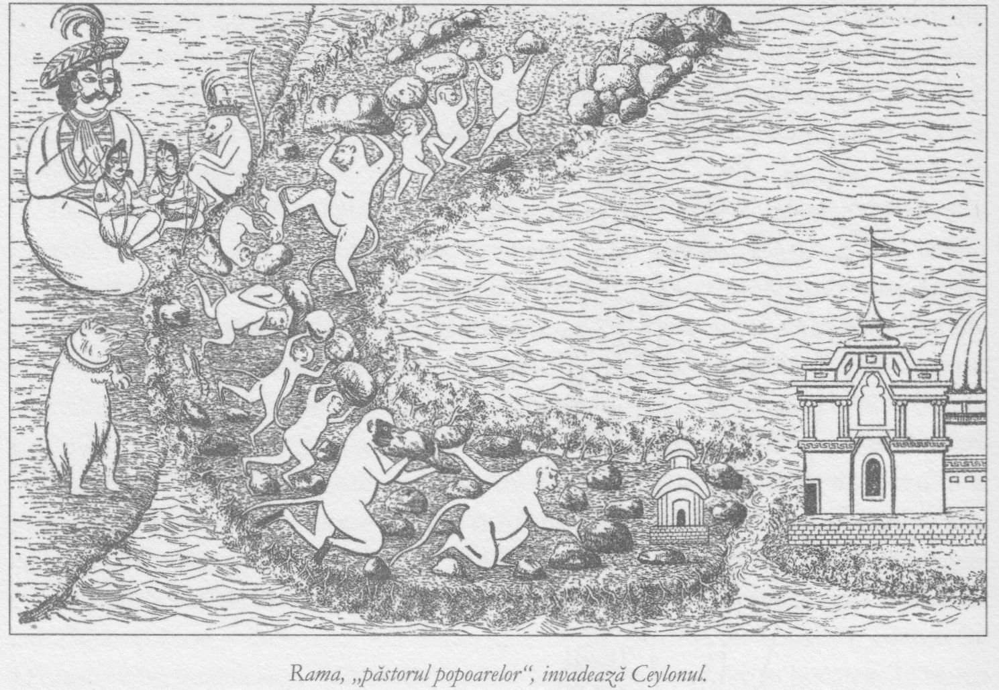 Rama, „păstorul popoarelor“, invadează Ceylonul.